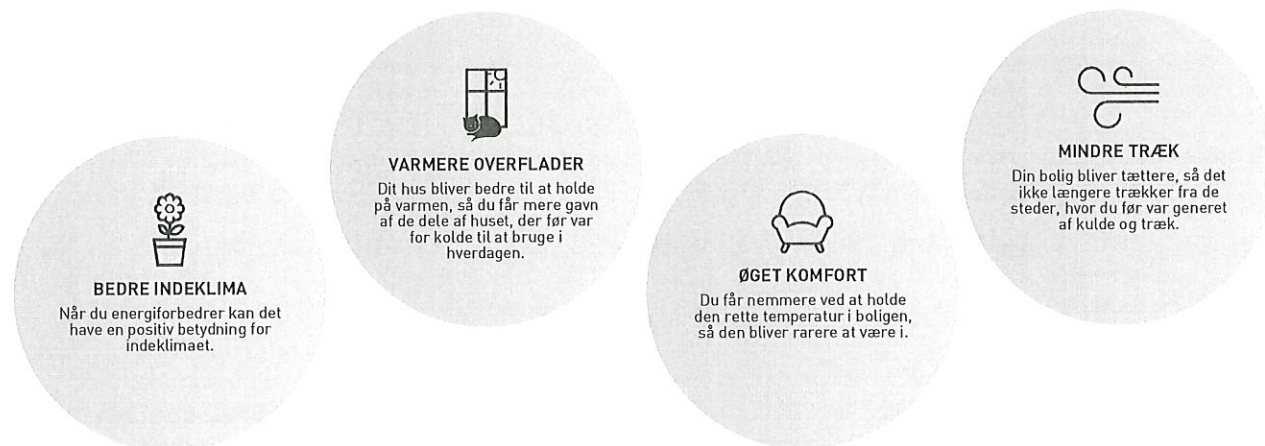 BEDRE INDEKLIMA
Når du energiforbedrer kan det
have en positiv betydning for
indeklimaet.
VARMERE OVERFLADER
Dit hus bliver bedre til at holde
på varmen, så du får mere gavn
af de dele af huset, der før var
for kolde til at bruge i
hverdagen.
ØGET KOMFORT
Du får nemmere ved at holde
den rette temperatur i boligen,
så den bliver rarere at være i.
MINDRE TRÆK
Din bolig bliver tættere, så det
ikke længere trækker fra de
steder, hvor du før var generet
af kulde og træk.